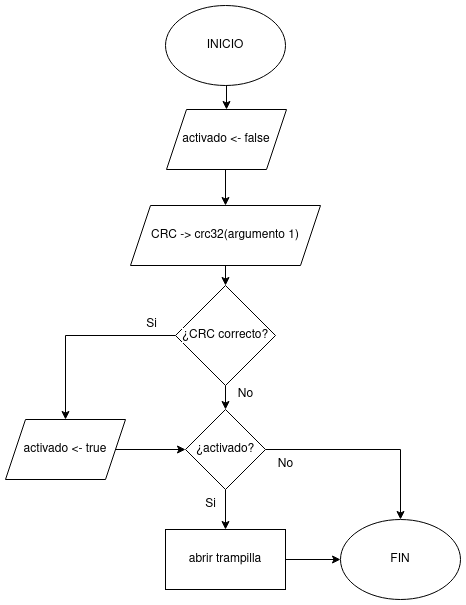 INICIO
activado <- false
CRC -> crc32(argumento 1)
¿CRC correcto?
Si
No
activado <- true
¿activado?
No
Si
abrir trampilla
FIN